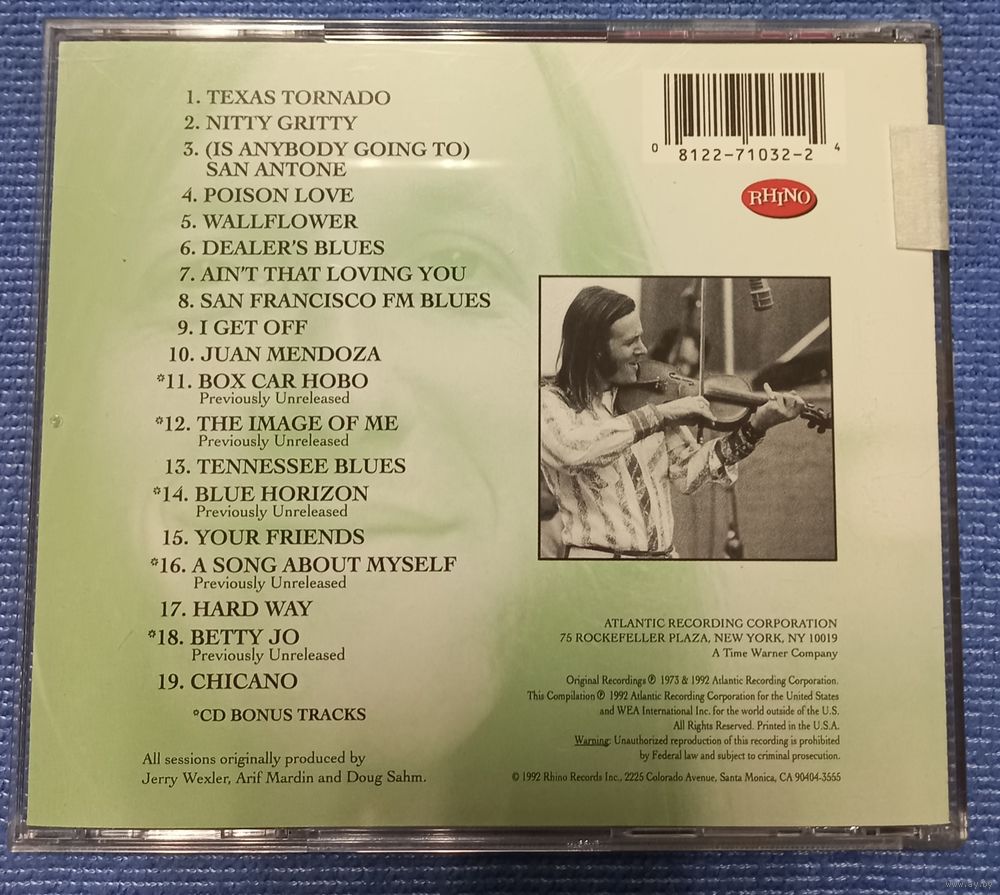 1. TEXAS TORNADO
2. NITTY GRITTY
3. (IS ANYBODY GOING TO)
SAN ANTONE
4. POISON LOVE
5. WALLFLOWER
6. DEALER'S BLUES
7. AIN'T THAT LOVING YOU
8. SAN FRANCISCO FM BLUES
9. I GET OFF
10. JUAN MENDOZA
*11. BOX CAR HOBO
Previously Unreleased
*12. THE IMAGE OF ME
Previously Unreleased
13. TENNESSEE BLUES
*14. BLUE HORIZON
Previously Unreleased
15. YOUR FRIENDS
*16. A SONG ABOUT MYSELF
Previously Unreleased
17. HARD WAY
*18. BETTY JO
Previously Unreleased
19. CHICANO
*CD BONUS TRACKS
All sessions originally produced by
Jerry Wexler, Arif Mardin and Doug Sahm.
0 8122-71032-2 4
RHINO
ATLANTIC RECORDING CORPORATION
75 ROCKEFELLER PLAZA, NEW YORK, NY 10019
A Time Warner Company
Original Recordings ℗ 1973 & 1992 Atlantic Recording Corporation.
This Compilation ℗ 1992 Atlantic Recording Corporation for the United States
and WEA International Inc. for the world outside of the U.S.
All Rights Reserved. Printed in the U.S.A.
Warning: Unauthorized reproduction of this recording is prohibited
by Federal law and subject to criminal prosecution.
© 1992 Rhino Records Inc., 2225 Colorado Avenue, Santa Monica, CA 90404-3555
www.ay.by